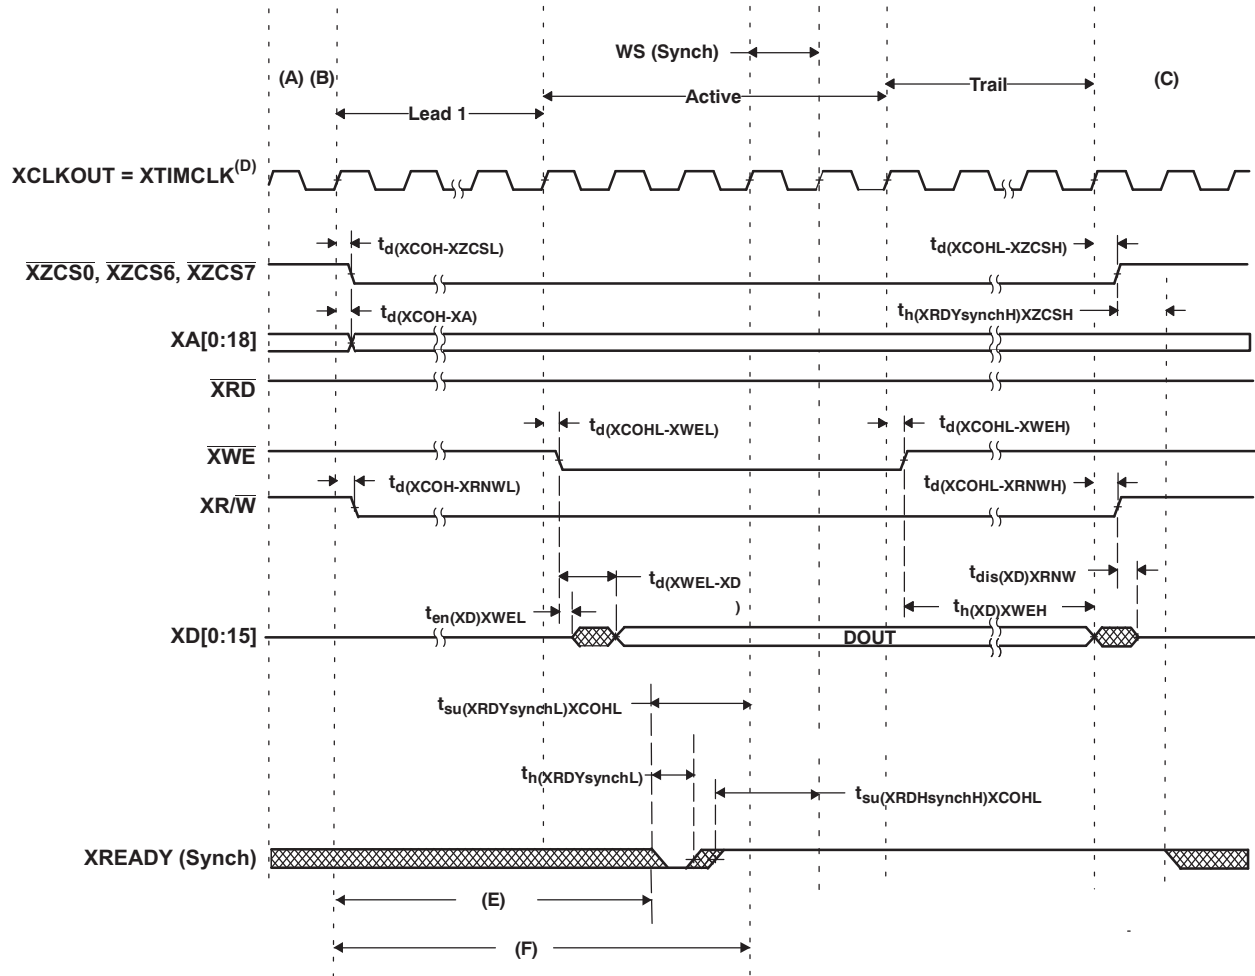 WS (Synch)
(A) (B)
(C)
Trail
Active
Lead 1
XCLKOUT = XTIMCLK(D)
td(XCOH-XZCSL)
td(XCOHL-XZCSH)
XZCS0, XZCS6, XZCS7
td(XCOH-XA)
th(XRDYsynchH)XZCSH
XA[0:18]
XRD
td(XCOHL-XWEL)
td(XCOHL-XWEH)
XWE
td(XCOH-XRNWL)
td(XCOHL-XRNWH)
XR/W
td(XWEL-XD
)
tdis(XD)XRNW
ten(XD)XWEL
th(XD)XWEH
XD[0:15]
DOUT
tsu(XRDYsynchL)XCOHL
th(XRDYsynchL)
tsu(XRDHsynchH)XCOHL
XREADY (Synch)
(E)
(F)